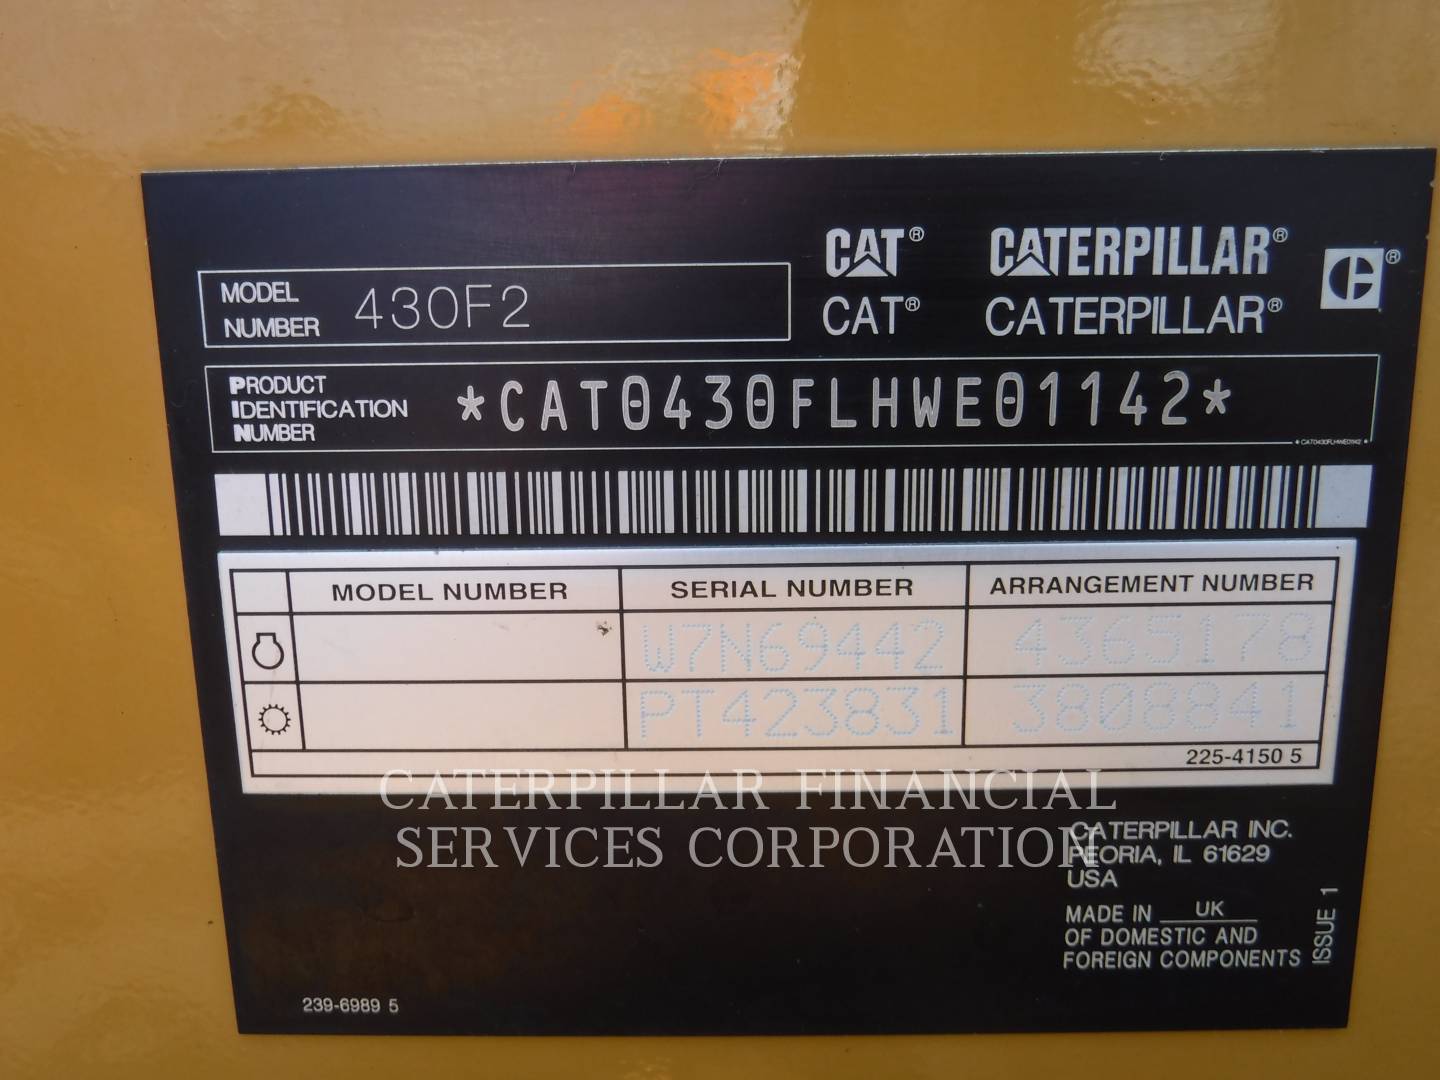 CAT® CATERPILLAR®
MODEL NUMBER 430F2
CAT® CATERPILLAR®
PRODUCT IDENTIFICATION NUMBER *CAT0430FLHWE01142*
*CAT0430FLHWE01142*
MODEL NUMBER SERIAL NUMBER ARRANGEMENT NUMBER
W7N69442 4365178
PT423831 3808841
225-4150 5
CATERPILLAR FINANCIAL
SERVICES CORPORATION
CATERPILLAR INC.
PEORIA, IL 61629
USA
MADE IN UK
OF DOMESTIC AND
FOREIGN COMPONENTS
ISSUE 1
239-6989 5